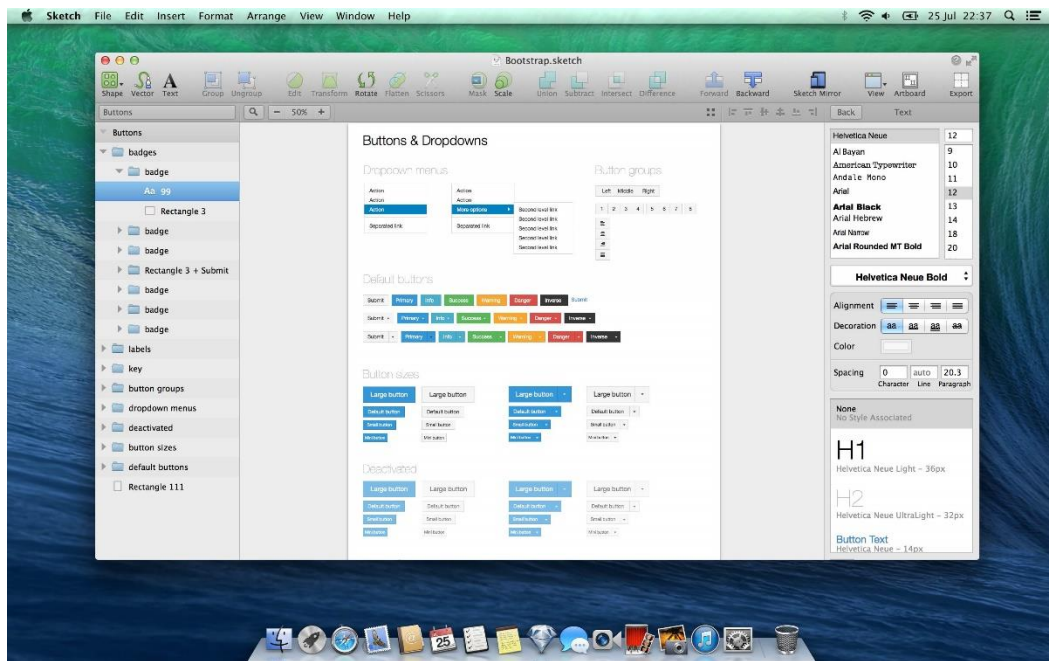 Sketch File Edit Insert Format Arrange View Window Help 25 Jul 22:37
Bootstrap.sketch
Shape Vector Text Group Ungroup Edit Transform Rotate Flatten Scissors Mask Scale Union Subtract Intersect Difference Forward Backward Sketch Mirror View Artboard Export
Buttons − 50% + Back Text
Buttons
badges
badge
Aa 99
Rectangle 3
badge
badge
Rectangle 3 + Submit
badge
badge
badge
labels
key
button groups
dropdown menus
deactivated
button sizes
default buttons
Rectangle 111
Buttons & Dropdowns
Dropdown menus
Action
Action
Action
Separated link
Action
Action
More options
Separated link
Second level link
Second level link
Second level link
Second level link
Second level link
Button groups
Left Middle Right
1 2 3 4 5 6 7 8
Default buttons
Submit Primary Info Success Warning Danger Inverse Submit
Submit Primary Info Success Warning Danger Inverse
Submit Primary Info Success Warning Danger Inverse
Button sizes
Large button Large button Large button Large button
Default button Default button Default button Default button
Small button Small button Small button Small button
Mini button Mini button Mini button Mini button
Deactivated
Large button Large button Large button Large button
Default button Default button Default button Default button
Small button Small button Small button Small button
Mini button Mini button Mini button Mini button
Helvetica Neue 12
Al Bayan 9
American Typewriter 10
Andale Mono 11
Arial 12
Arial Black 13
Arial Hebrew 14
Arial Narrow 18
Arial Rounded MT Bold 20
Helvetica Neue Bold
Alignment
Decoration aa aa aa aa
Color
Spacing 0 auto 20.3
Character Line Paragraph
None
No Style Associated
H1
Helvetica Neue Light – 36px
H2
Helvetica Neue UltraLight – 32px
Button Text
Helvetica Neue – 14px
25